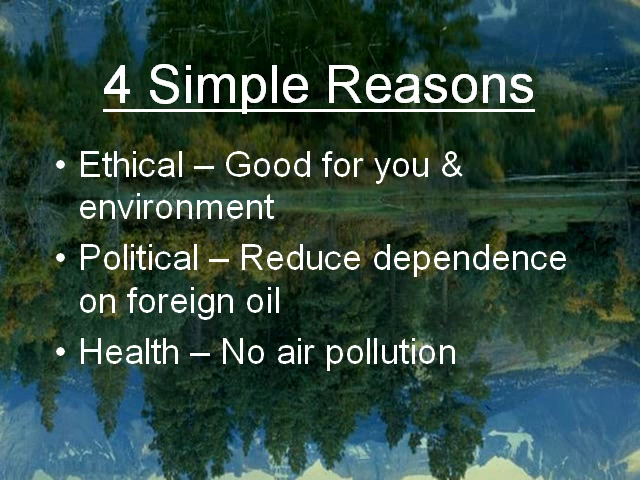 4 Simple Reasons
• Ethical – Good for you &
environment
• Political – Reduce dependence
on foreign oil
• Health – No air pollution